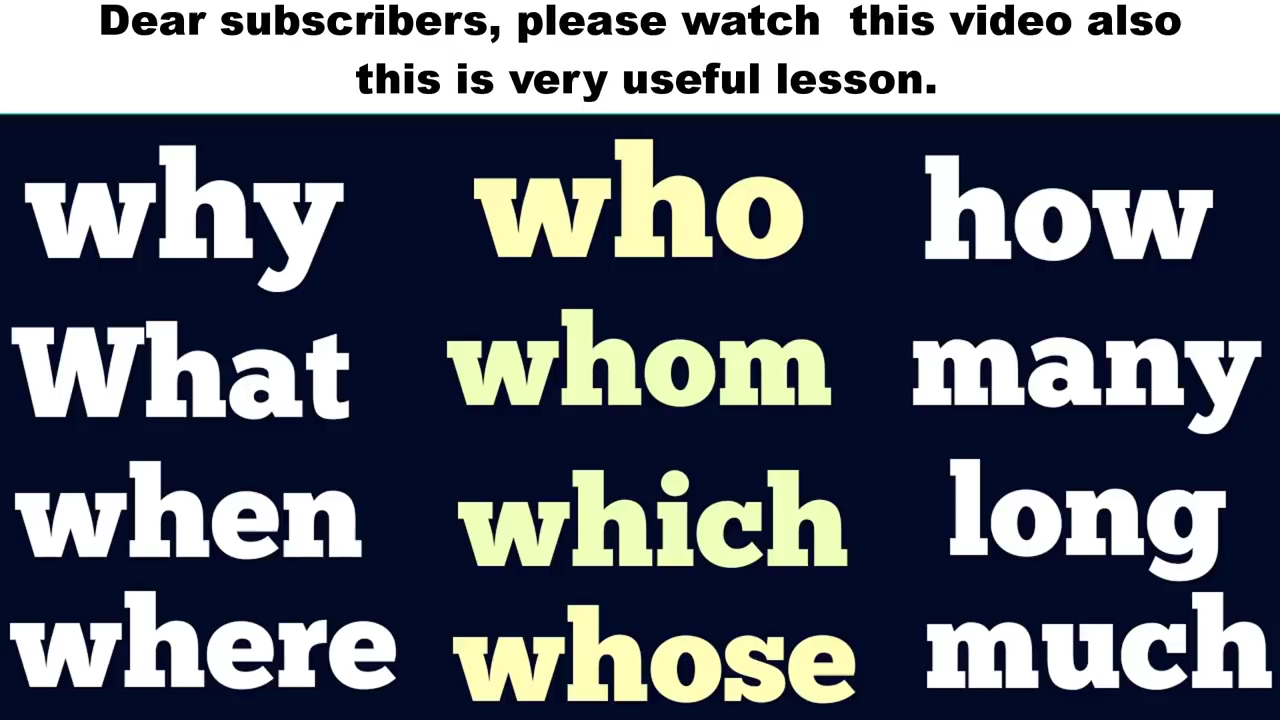 Dear subscribers, please watch  this video also
this is very useful lesson.
why who how
What whom many
when which long
where whose much